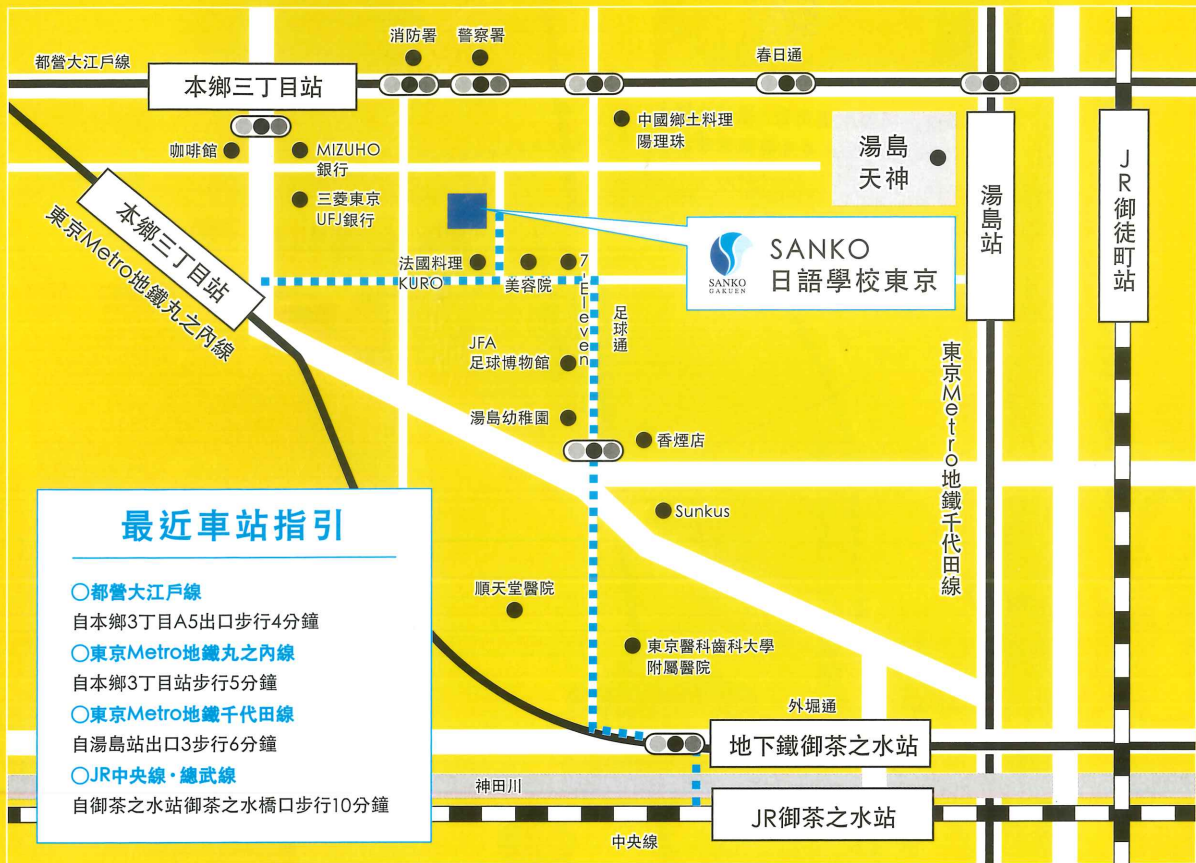 消防署
警察署
都營大江戶線
春日通
本鄉三丁目站
中國鄉土料理
陽理珠
咖啡館
MIZUHO
銀行
湯島
天神
三菱東京
UFJ銀行
本鄉三丁目站
東京Metro地鐵丸之內線
湯島站
JR御徒町站
SANKO
GAKUEN
SANKO
日語學校東京
法國料理
KURO
美容院
7-Eleven
足球通
JFA
足球博物館
湯島幼稚園
香煙店
東京Metro地鐵千代田線
Sunkus
順天堂醫院
東京醫科齒科大學
附屬醫院
外堀通
地下鐵御茶之水站
神田川
JR御茶之水站
中央線
最近車站指引
○都營大江戶線
自本鄉3丁目A5出口步行4分鐘
○東京Metro地鐵丸之內線
自本鄉3丁目站步行5分鐘
○東京Metro地鐵千代田線
自湯島站出口3步行6分鐘
○JR中央線・總武線
自御茶之水站御茶之水橋口步行10分鐘